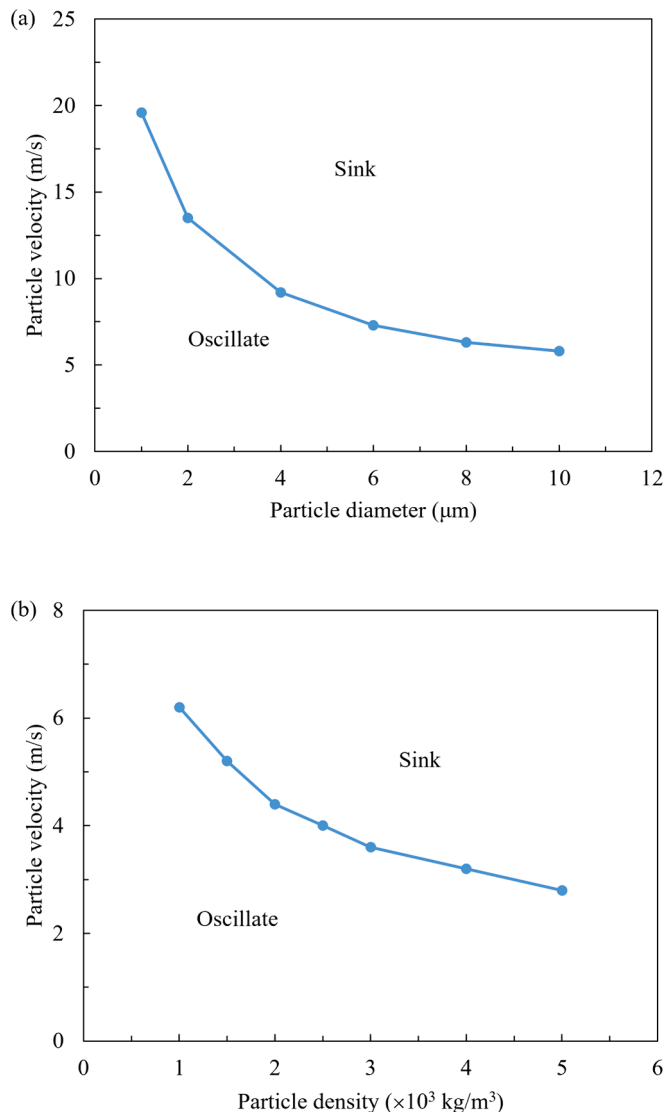 (a)
25
20
15
10
5
0
Particle velocity (m/s)
Sink
Oscillate
0 2 4 6 8 10 12
Particle diameter (μm)
(b)
8
6
4
2
0
Particle velocity (m/s)
Sink
Oscillate
0 1 2 3 4 5 6
Particle density (×10³ kg/m³)